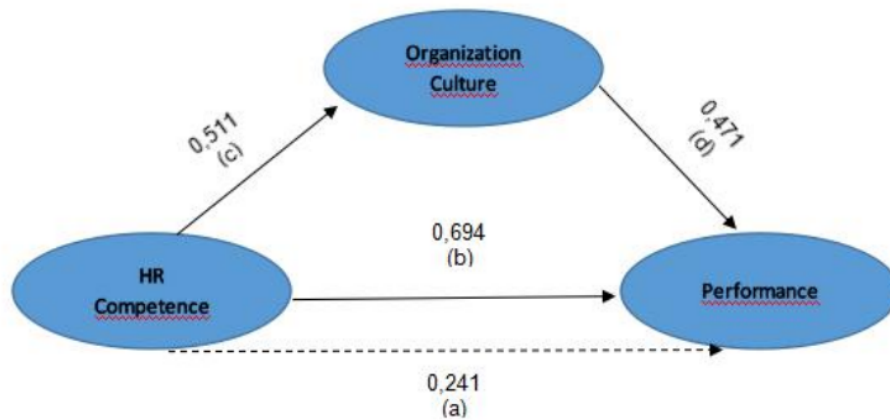 Organization
Culture
0,511
(c)
0,471
(d)
0,694
(b)
HR
Competence
Performance
0,241
(a)